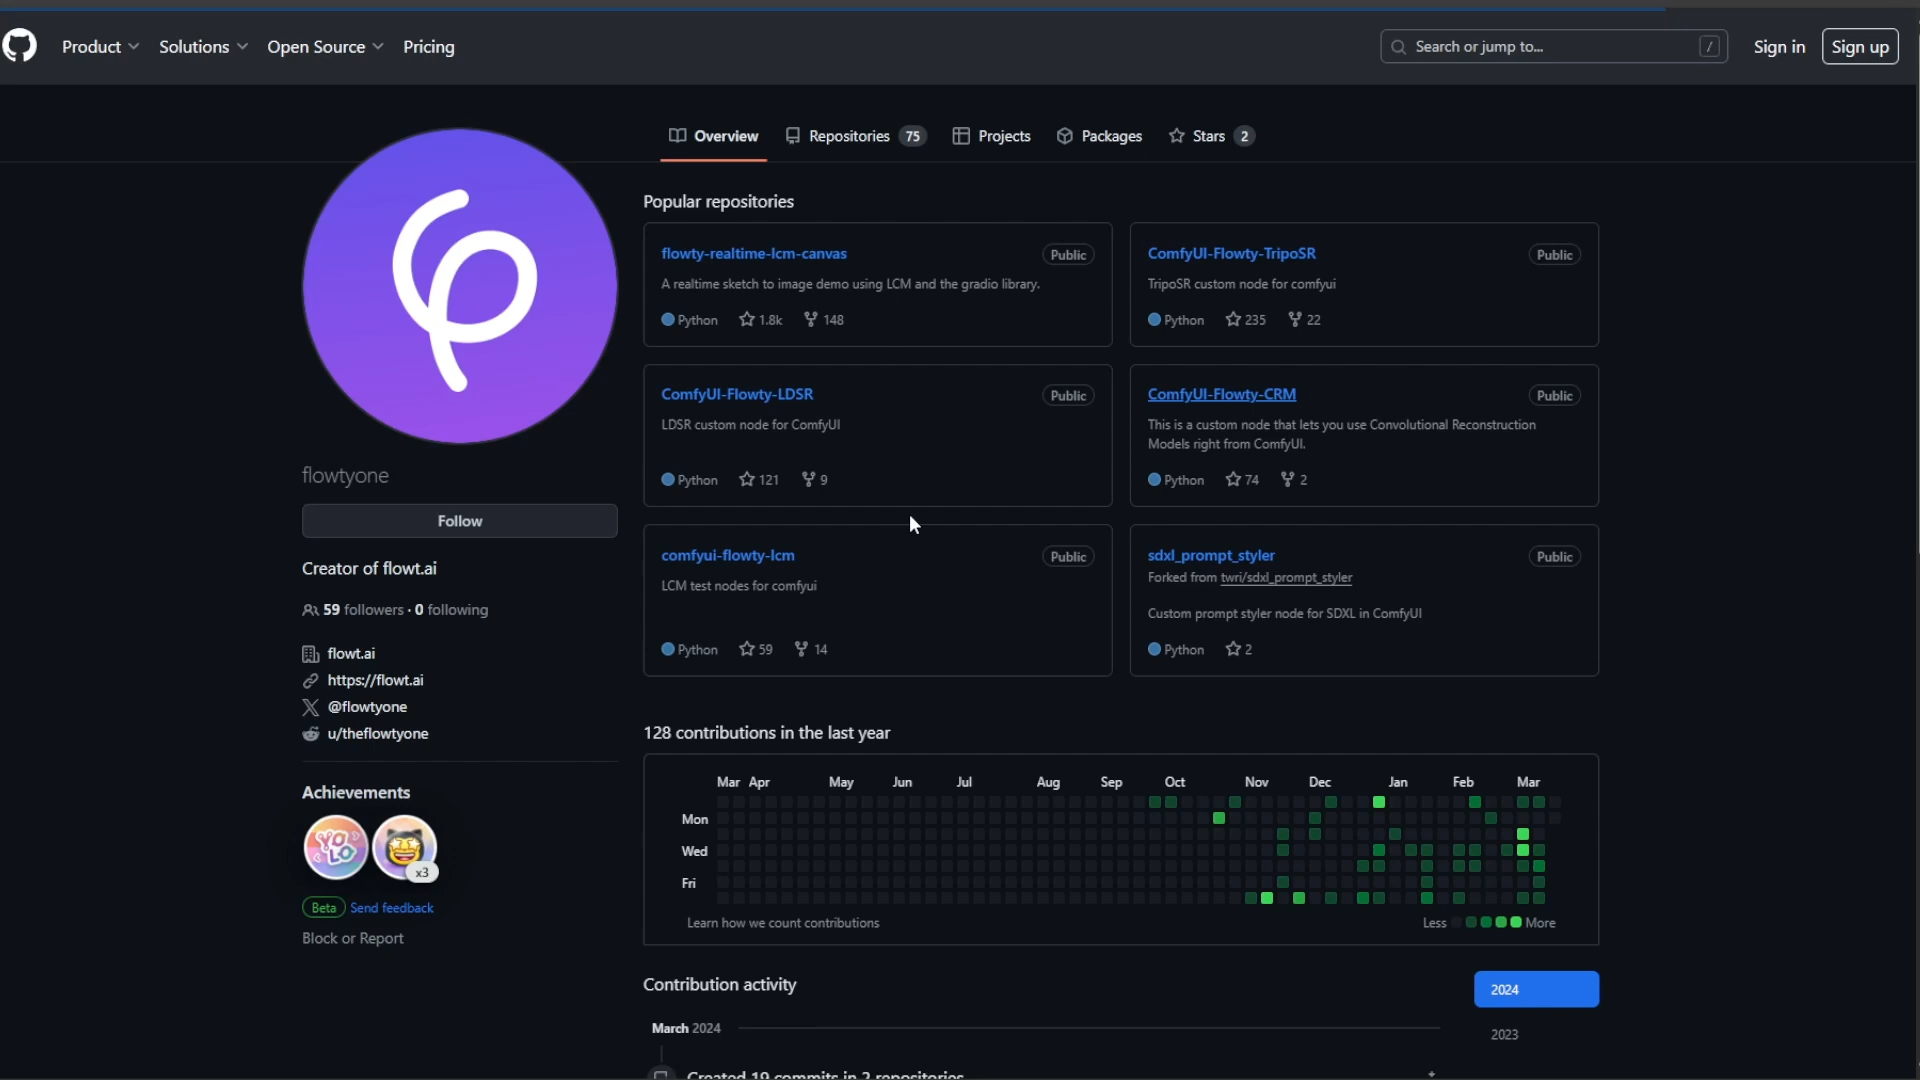 Product Solutions Open Source Pricing
Search or jump to... /
Sign in Sign up
Overview Repositories 75 Projects Packages Stars 2
flowtyone
Follow
Creator of flowt.ai
59 followers · 0 following
flowt.ai
https://flowt.ai
@flowtyone
u/theflowtyone
Achievements
YOLO
x3
Beta Send feedback
Block or Report
Popular repositories
flowty-realtime-lcm-canvas Public
A realtime sketch to image demo using LCM and the gradio library.
Python 1.8k 148
ComfyUI-Flowty-TripoSR Public
TripoSR custom node for comfyui
Python 235 22
ComfyUI-Flowty-LDSR Public
LDSR custom node for ComfyUI
Python 121 9
ComfyUI-Flowty-CRM Public
This is a custom node that lets you use Convolutional Reconstruction
Models right from ComfyUI.
Python 74 2
comfyui-flowty-lcm Public
LCM test nodes for comfyui
Python 59 14
sdxl_prompt_styler Public
Forked from twri/sdxl_prompt_styler
Custom prompt styler node for SDXL in ComfyUI
Python 2
128 contributions in the last year
Mar Apr May Jun Jul Aug Sep Oct Nov Dec Jan Feb Mar
Mon
Wed
Fri
Learn how we count contributions
Less More
Contribution activity
2024
2023
March 2024
Created 19 commits in 2 repositories